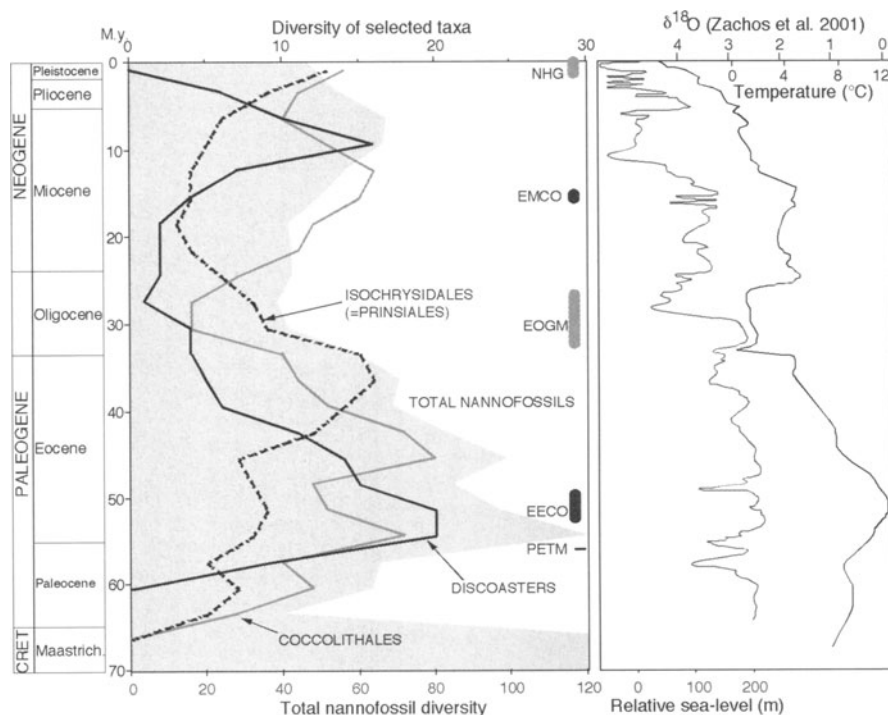 Diversity of selected taxa
M.y.
0 10 20 30
δ18O (Zachos et al. 2001)
4 3 2 1 0
0 4 8 12
Temperature (°C)
NEOGENE
PALEOGENE
CRET
Pleistocene
Pliocene
Miocene
Oligocene
Eocene
Paleocene
Maastrich.
0
10
20
30
40
50
60
70
NHG
EMCO
ISOCHRYSIDALES
(=PRINSIALES)
EOGM
TOTAL NANNOFOSSILS
EECO
PETM
DISCOASTERS
COCCOLITHALES
0 20 40 60 80 100 120
Total nannofossil diversity
0 100 200
Relative sea-level (m)